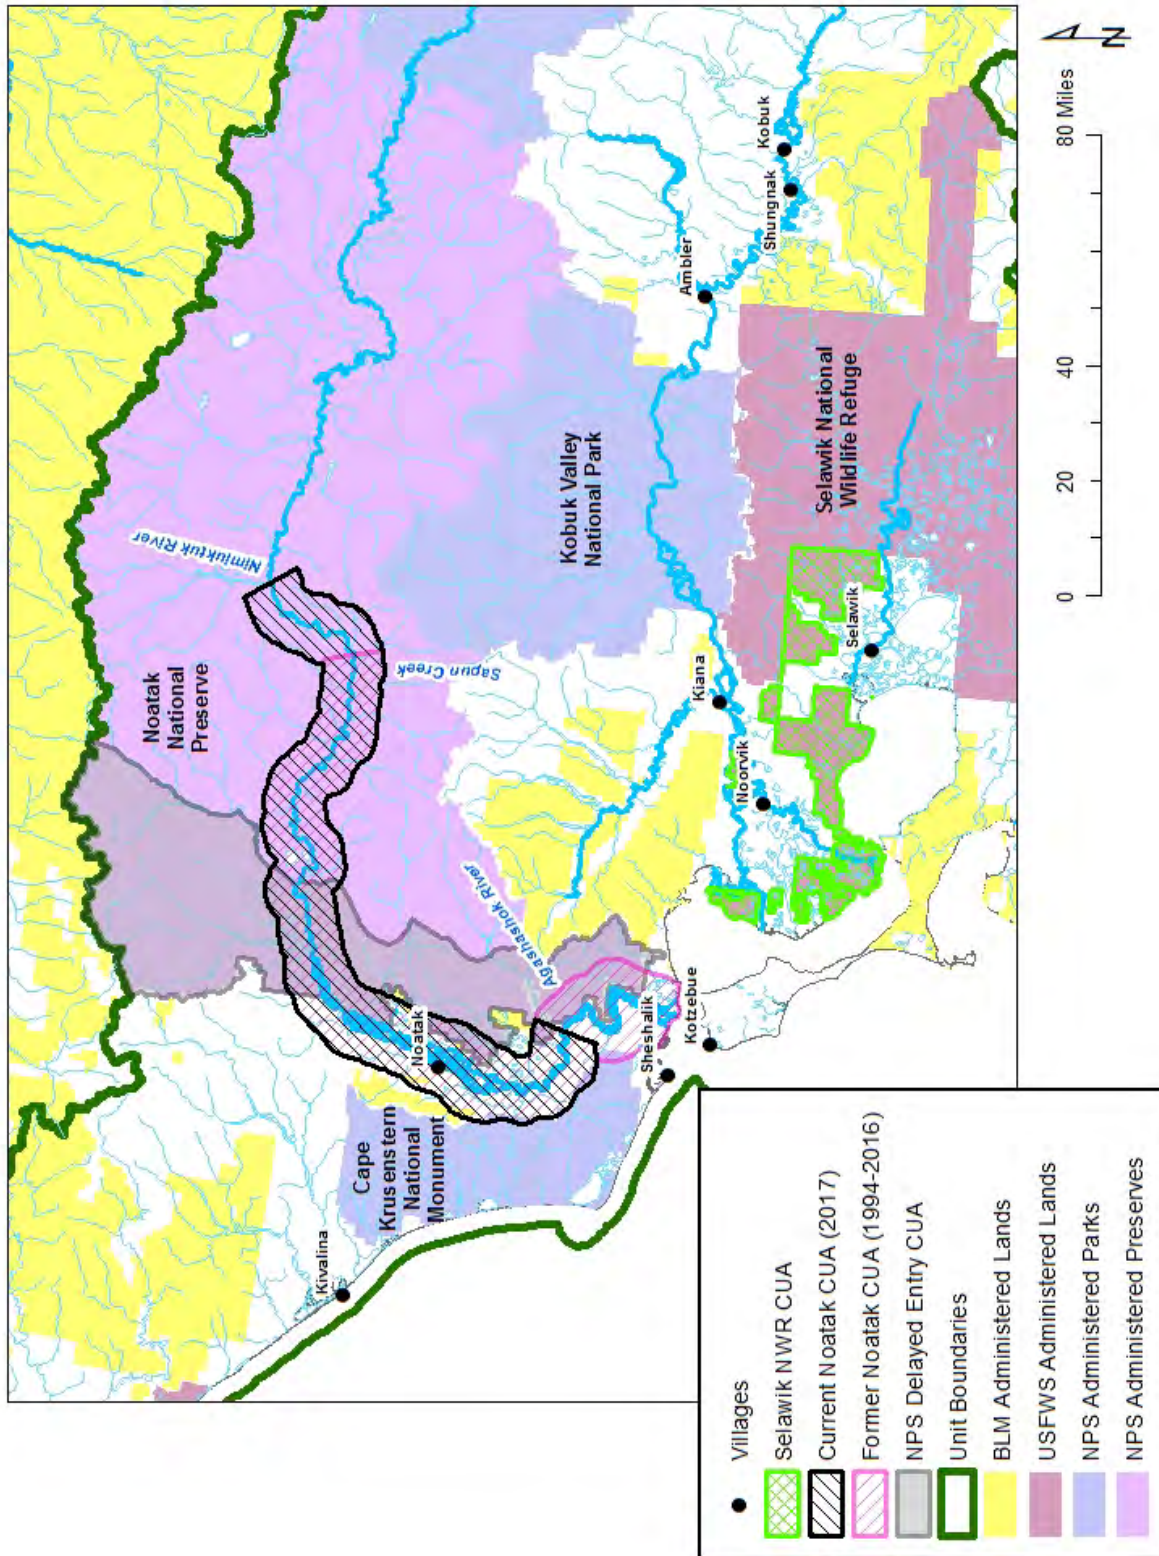 Nimiuktuk River
Noatak
National
Preserve
Sapun Creek
Agashashok River
Kobuk Valley
National Park
Selawik National
Wildlife Refuge
Cape
Krusenstern
National
Monument
Kivalina
Noatak
Sheshalik
Kotzebue
Noorvik
Kiana
Selawik
Ambler
Shungnak
Kobuk
0 20 40 80 Miles
N
Villages
Selawik NWR CUA
Current Noatak CUA (2017)
Former Noatak CUA (1994-2016)
NPS Delayed Entry CUA
Unit Boundaries
BLM Administered Lands
USFWS Administered Lands
NPS Administered Parks
NPS Administered Preserves